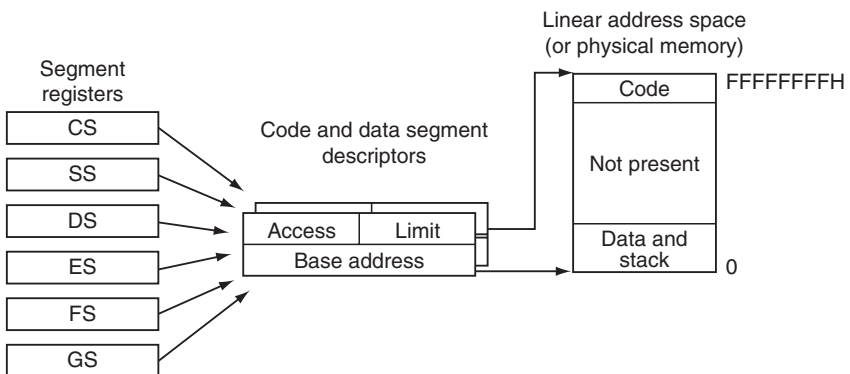 Linear address space
(or physical memory)
Segment
registers
Code and data segment
descriptors
CS
SS
DS
ES
FS
GS
Access
Limit
Base address
Code
FFFFFFFFH
Not present
Data and
stack
0